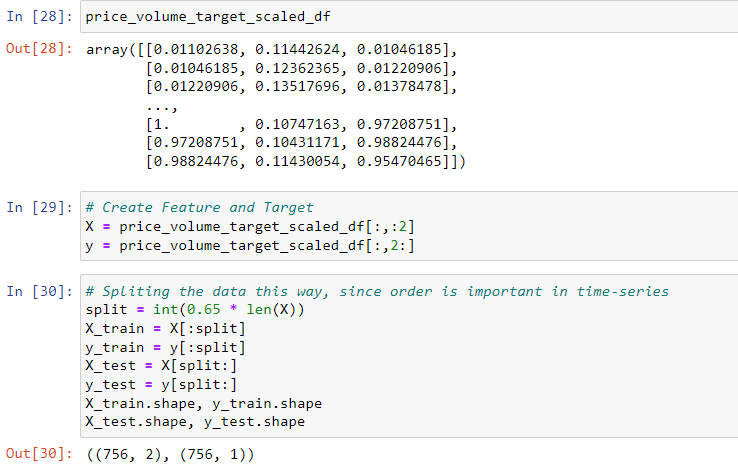 In [28]: price_volume_target_scaled_df
Out[28]: array([[0.01102638, 0.11442624, 0.01046185],
[0.01046185, 0.12362365, 0.01220906],
[0.01220906, 0.13517696, 0.01378478],
...,
[1.        , 0.10747163, 0.97208751],
[0.97208751, 0.10431171, 0.98824476],
[0.98824476, 0.11430054, 0.95470465]])
In [29]: # Create Feature and Target
X = price_volume_target_scaled_df[:,:2]
y = price_volume_target_scaled_df[:,2:]
In [30]: # Spliting the data this way, since order is important in time-series
split = int(0.65 * len(X))
X_train = X[:split]
y_train = y[:split]
X_test = X[split:]
y_test = y[split:]
X_train.shape, y_train.shape
X_test.shape, y_test.shape
Out[30]: ((756, 2), (756, 1))